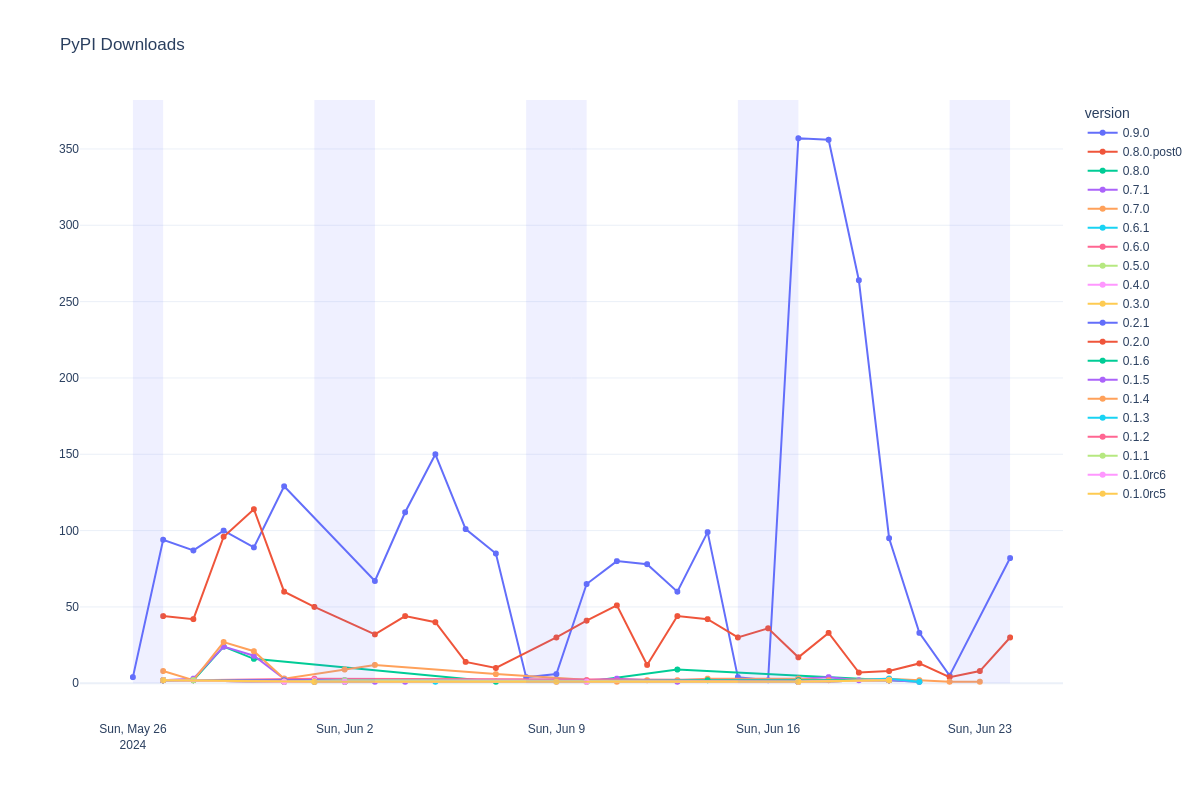 PyPI Downloads
version
0.9.0
0.8.0.post0
0.8.0
0.7.1
0.7.0
0.6.1
0.6.0
0.5.0
0.4.0
0.3.0
0.2.1
0.2.0
0.1.6
0.1.5
0.1.4
0.1.3
0.1.2
0.1.1
0.1.0rc6
0.1.0rc5
350
300
250
200
150
100
50
0
Sun, May 26
2024
Sun, Jun 2
Sun, Jun 9
Sun, Jun 16
Sun, Jun 23